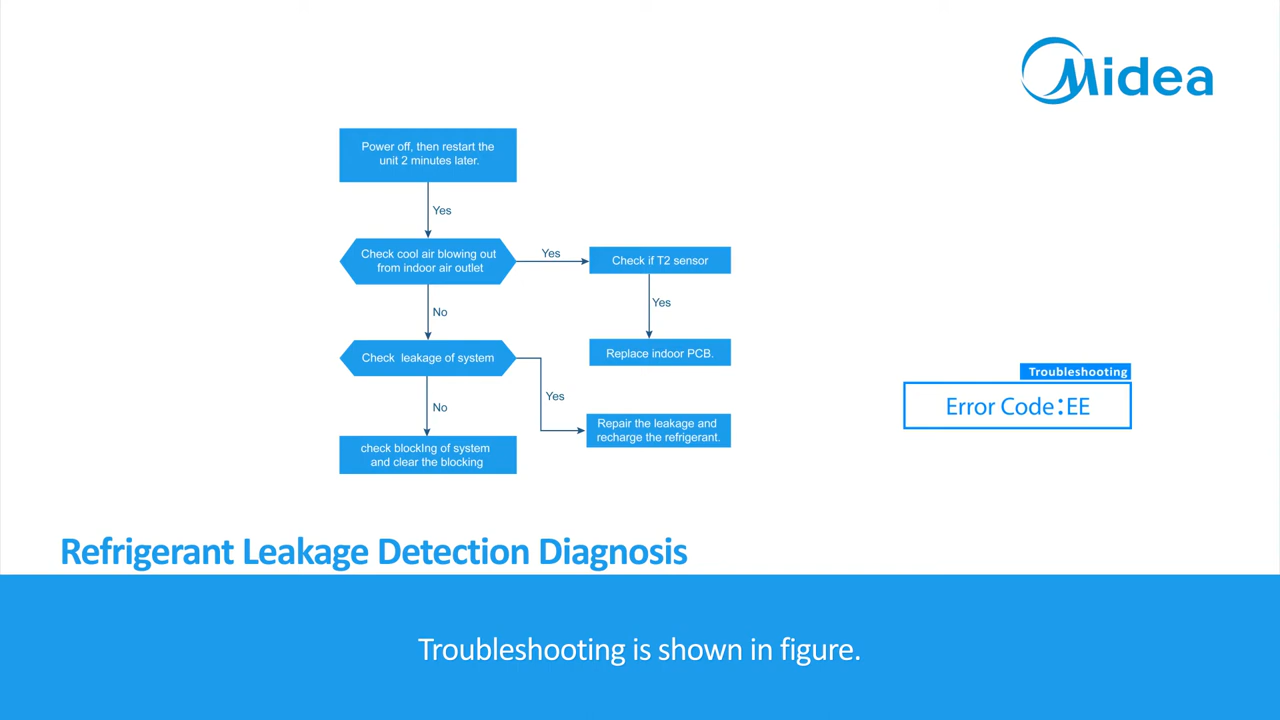 Midea
Power off, then restart the
unit 2 minutes later.
Yes
Check cool air blowing out
from indoor air outlet
Yes
Check if T2 sensor
No
Yes
Check leakage of system
Replace indoor PCB.
Troubleshooting
Error Code:EE
No
Yes
Repair the leakage and
recharge the refrigerant.
check blockIng of system
and clear the blocking
Refrigerant Leakage Detection Diagnosis
Troubleshooting is shown in figure.